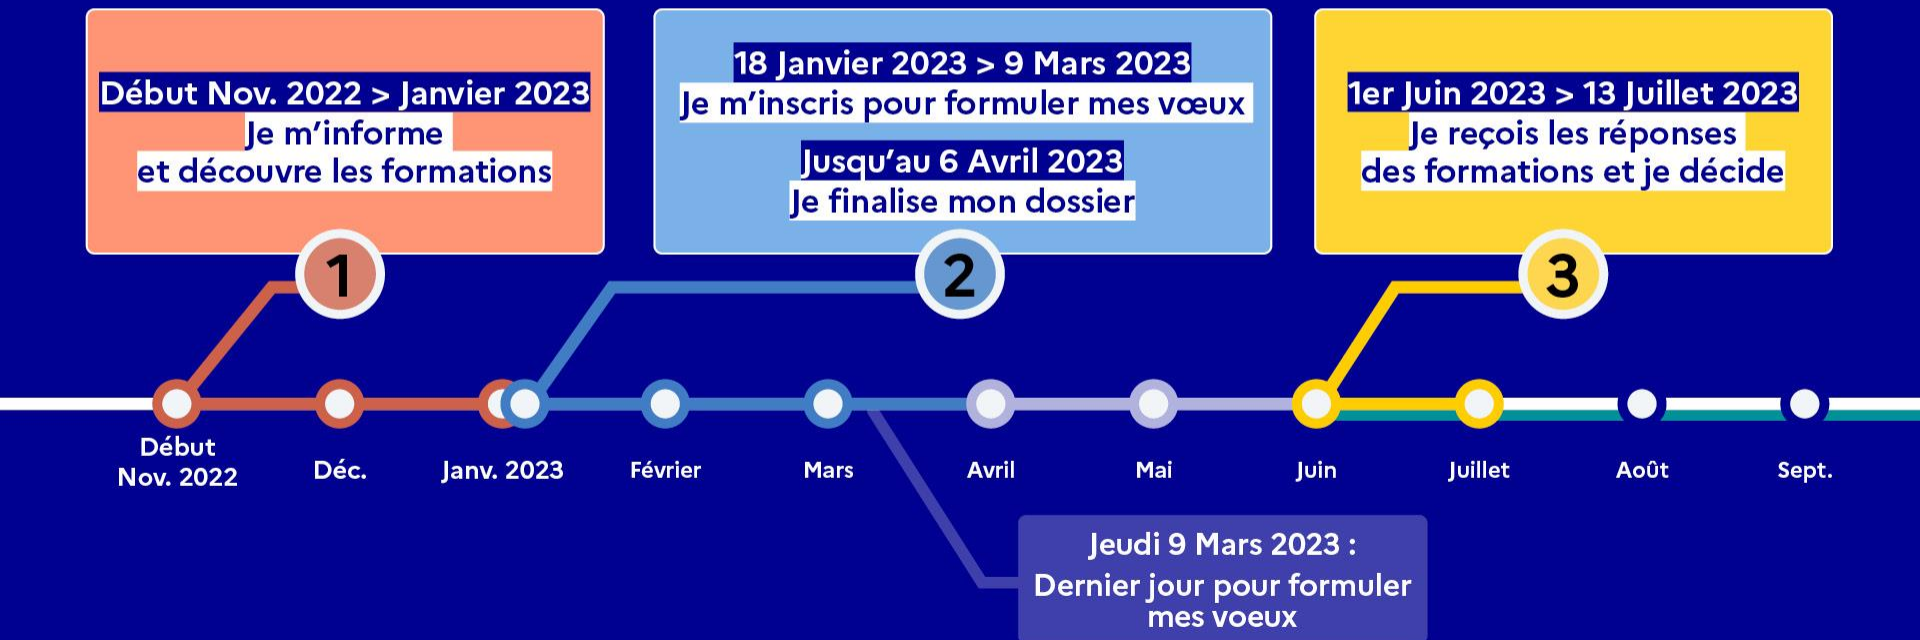 Début Nov. 2022 > Janvier 2023
Je m’informe
et découvre les formations
1
18 Janvier 2023 > 9 Mars 2023
Je m’inscris pour formuler mes vœux
Jusqu’au 6 Avril 2023
Je finalise mon dossier
2
1er Juin 2023 > 13 Juillet 2023
Je reçois les réponses
des formations et je décide
3
Début
Nov. 2022
Déc.
Janv. 2023
Février
Mars
Avril
Mai
Juin
Juillet
Août
Sept.
Jeudi 9 Mars 2023 :
Dernier jour pour formuler
mes voeux